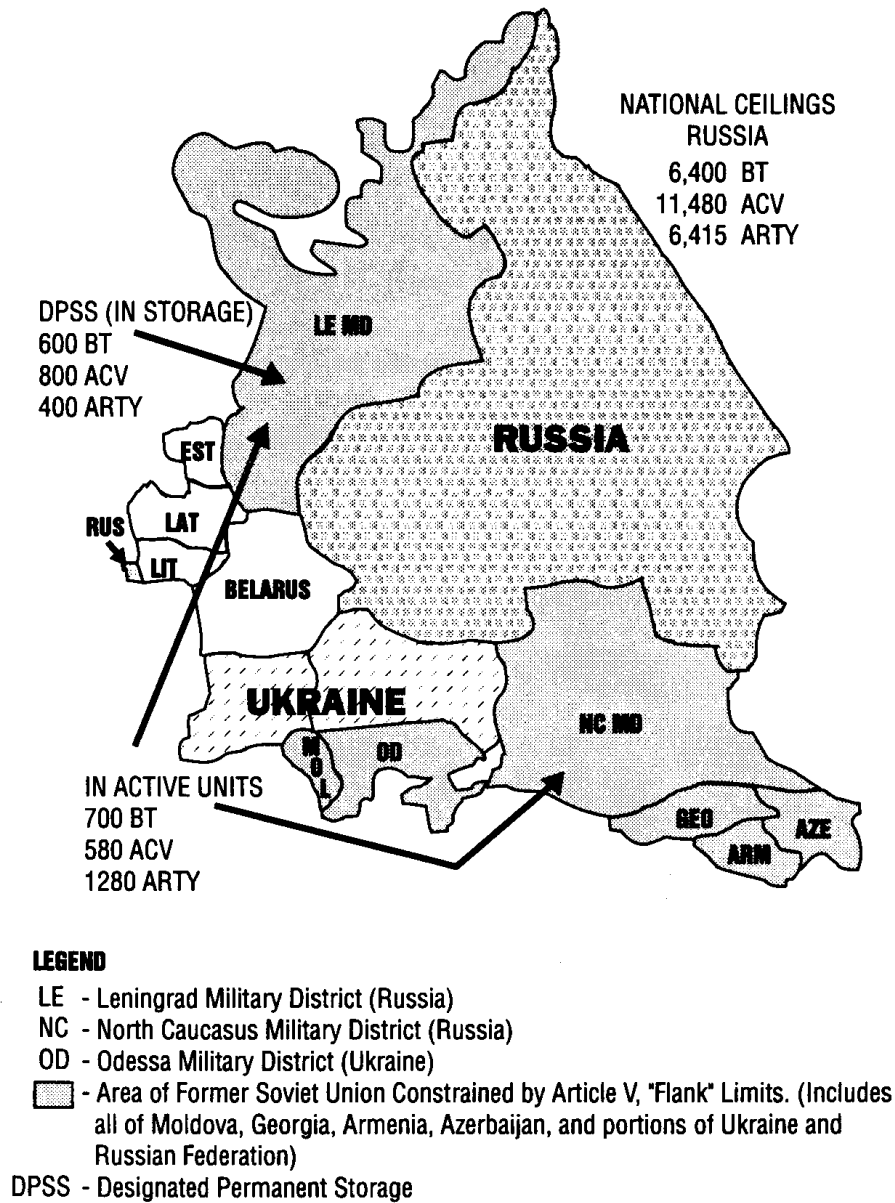 NATIONAL CEILINGS
RUSSIA
6,400 BT
11,480 ACV
6,415 ARTY
DPSS (IN STORAGE)
600 BT
800 ACV
400 ARTY
LE MD
RUSSIA
EST
LAT
RUS
LIT
BELARUS
UKRAINE
MOL
OD
NC MD
IN ACTIVE UNITS
700 BT
580 ACV
1280 ARTY
GEO
AZE
ARM
LEGEND
LE - Leningrad Military District (Russia)
NC - North Caucasus Military District (Russia)
OD - Odessa Military District (Ukraine)
- Area of Former Soviet Union Constrained by Article V, "Flank" Limits. (Includes
all of Moldova, Georgia, Armenia, Azerbaijan, and portions of Ukraine and
Russian Federation)
DPSS - Designated Permanent Storage